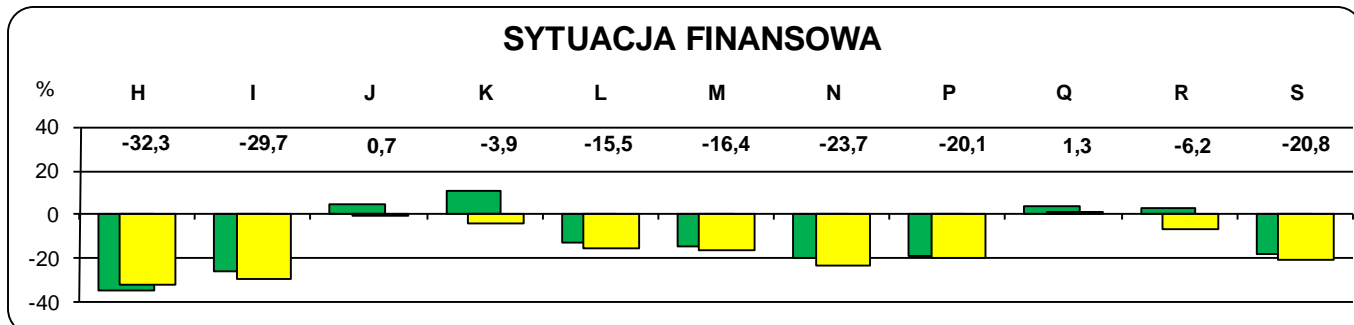 SYTUACJA FINANSOWA
% H I J K L M N P Q R S
40 -32,3 -29,7 0,7 -3,9 -15,5 -16,4 -23,7 -20,1 1,3 -6,2 -20,8
20
0
-20
-40